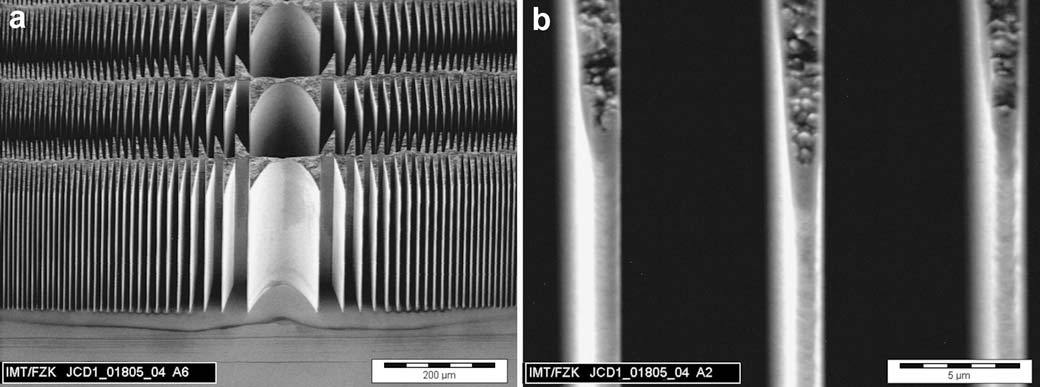 a
b
IMT/FZK JCD1_01805_04 A6
200 µm
IMT/FZK JCD1_01805_04 A2
5 µm